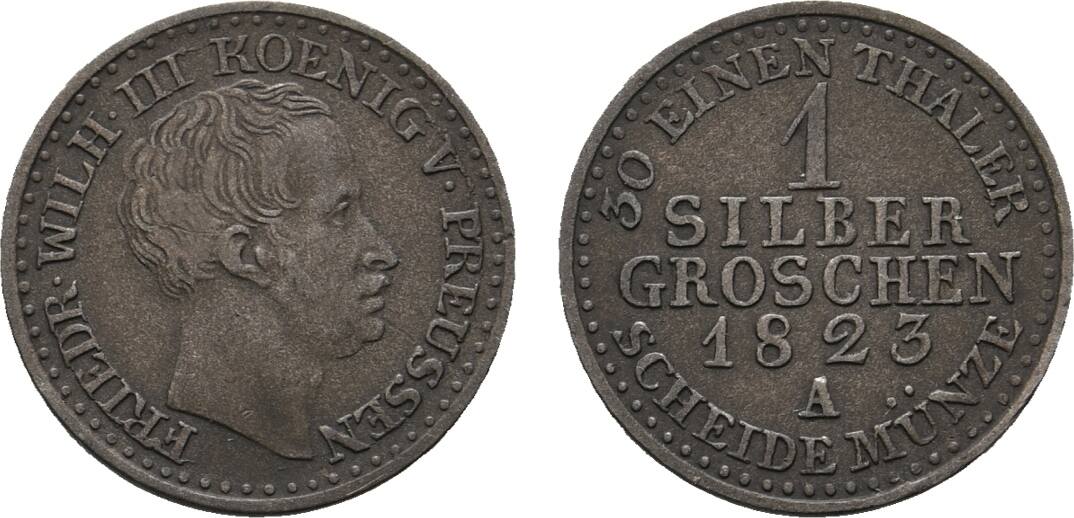 FRIEDR. WILH. III KOENIG V. PREUSSEN
30 EINEN THALER
1
SILBER
GROSCHEN
1823
A
SCHEIDE MÜNZE